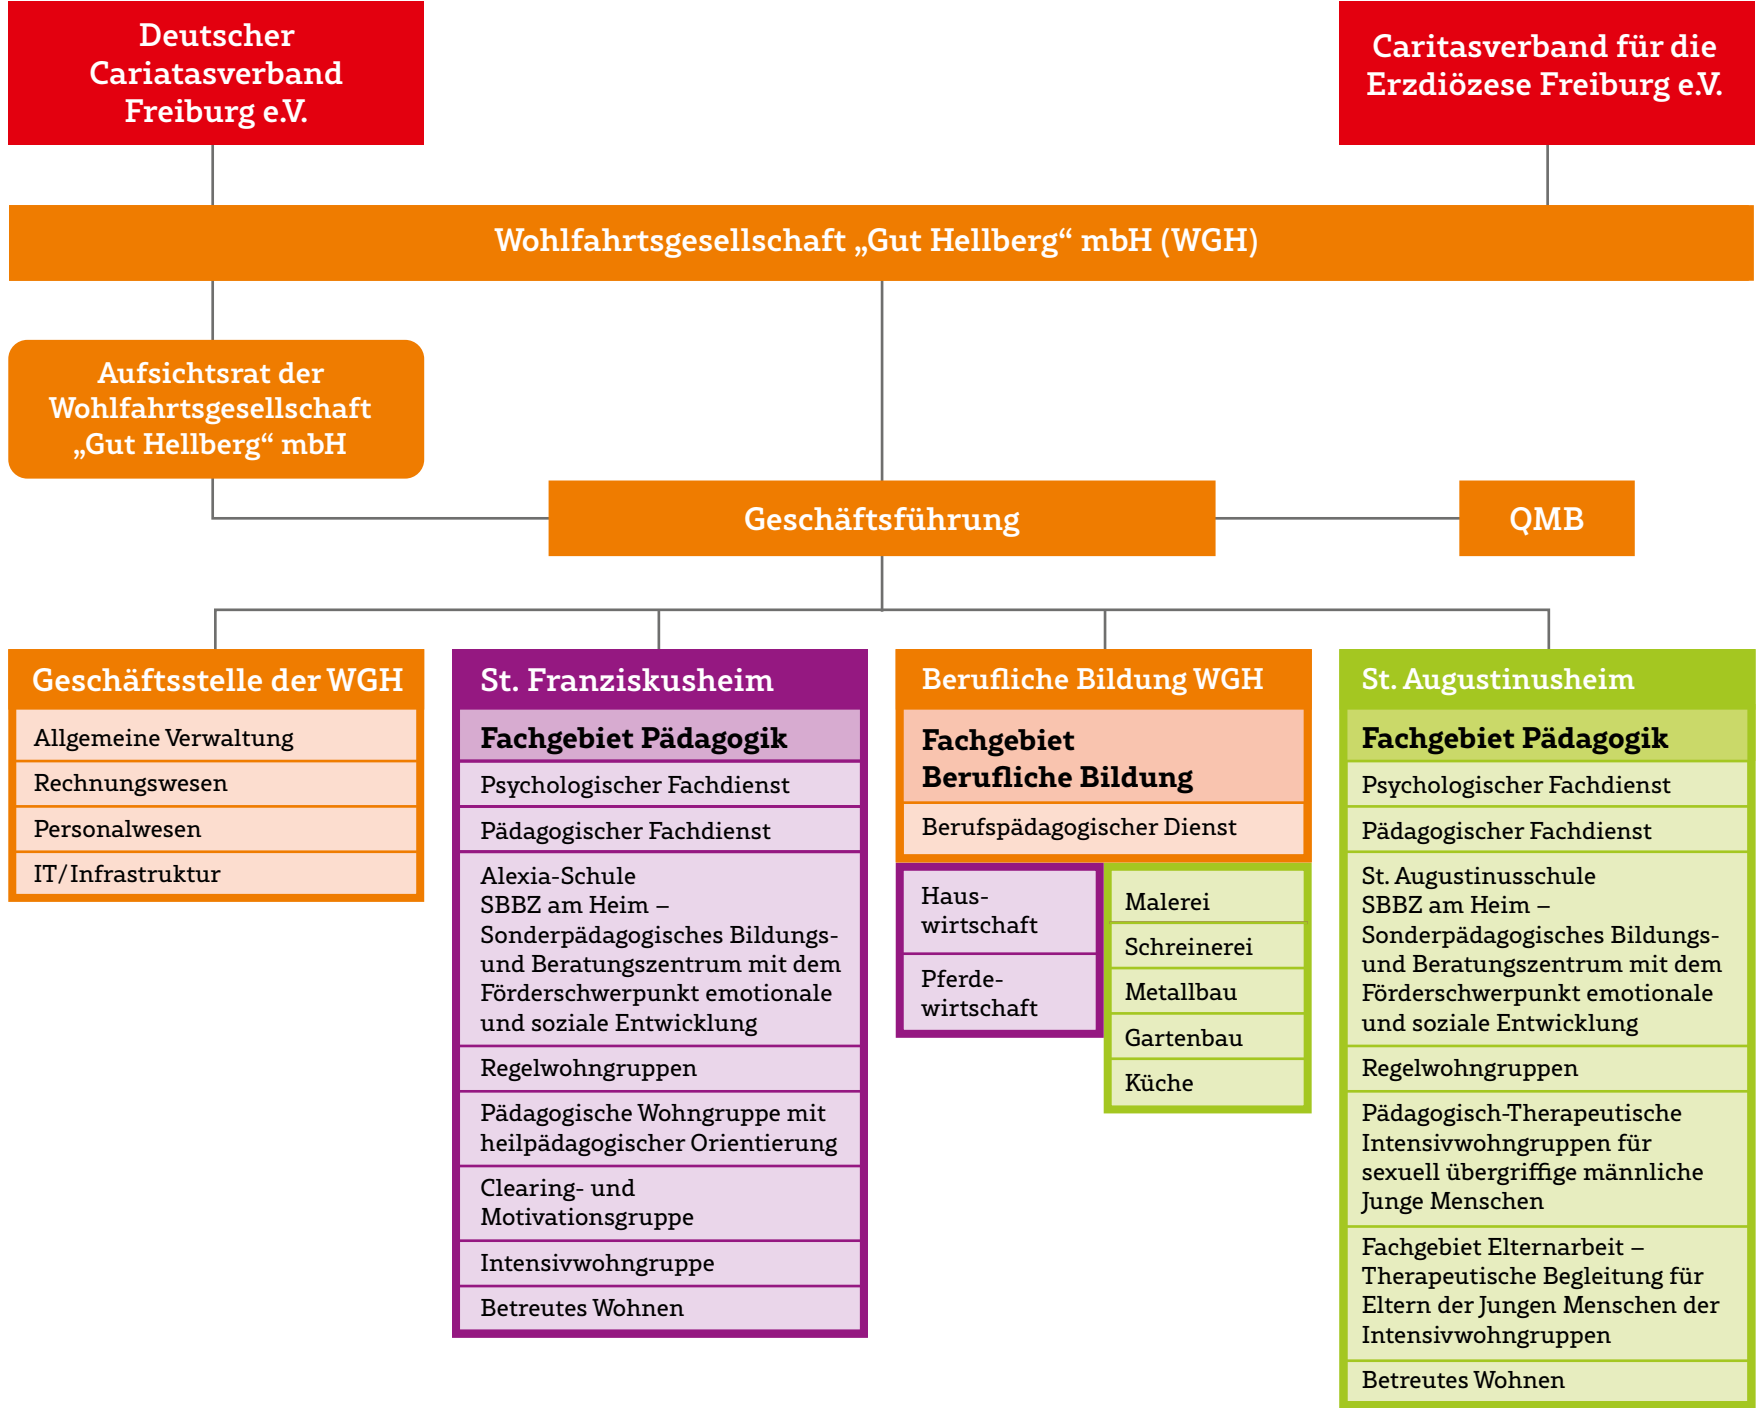 Deutscher
Cariatasverband
Freiburg e.V.
Caritasverband für die
Erzdiözese Freiburg e.V.
Wohlfahrtsgesellschaft „Gut Hellberg“ mbH (WGH)
Aufsichtsrat der
Wohlfahrtsgesellschaft
„Gut Hellberg“ mbH
Geschäftsführung
QMB
Geschäftsstelle der WGH
Allgemeine Verwaltung
Rechnungswesen
Personalwesen
IT/Infrastruktur
St. Franziskusheim
Fachgebiet Pädagogik
Psychologischer Fachdienst
Pädagogischer Fachdienst
Alexia-Schule
SBBZ am Heim –
Sonderpädagogisches Bildungs-
und Beratungszentrum mit dem
Förderschwerpunkt emotionale
und soziale Entwicklung
Regelwohngruppen
Pädagogische Wohngruppe mit
heilpädagogischer Orientierung
Clearing- und
Motivationsgruppe
Intensivwohngruppe
Betreutes Wohnen
Berufliche Bildung WGH
Fachgebiet
Berufliche Bildung
Berufspädagogischer Dienst
Haus-
wirtschaft
Pferde-
wirtschaft
Malerei
Schreinerei
Metallbau
Gartenbau
Küche
St. Augustinusheim
Fachgebiet Pädagogik
Psychologischer Fachdienst
Pädagogischer Fachdienst
St. Augustinusschule
SBBZ am Heim –
Sonderpädagogisches Bildungs-
und Beratungszentrum mit dem
Förderschwerpunkt emotionale
und soziale Entwicklung
Regelwohngruppen
Pädagogisch-Therapeutische
Intensivwohngruppen für
sexuell übergriffige männliche
Junge Menschen
Fachgebiet Elternarbeit –
Therapeutische Begleitung für
Eltern der Jungen Menschen der
Intensivwohngruppen
Betreutes Wohnen